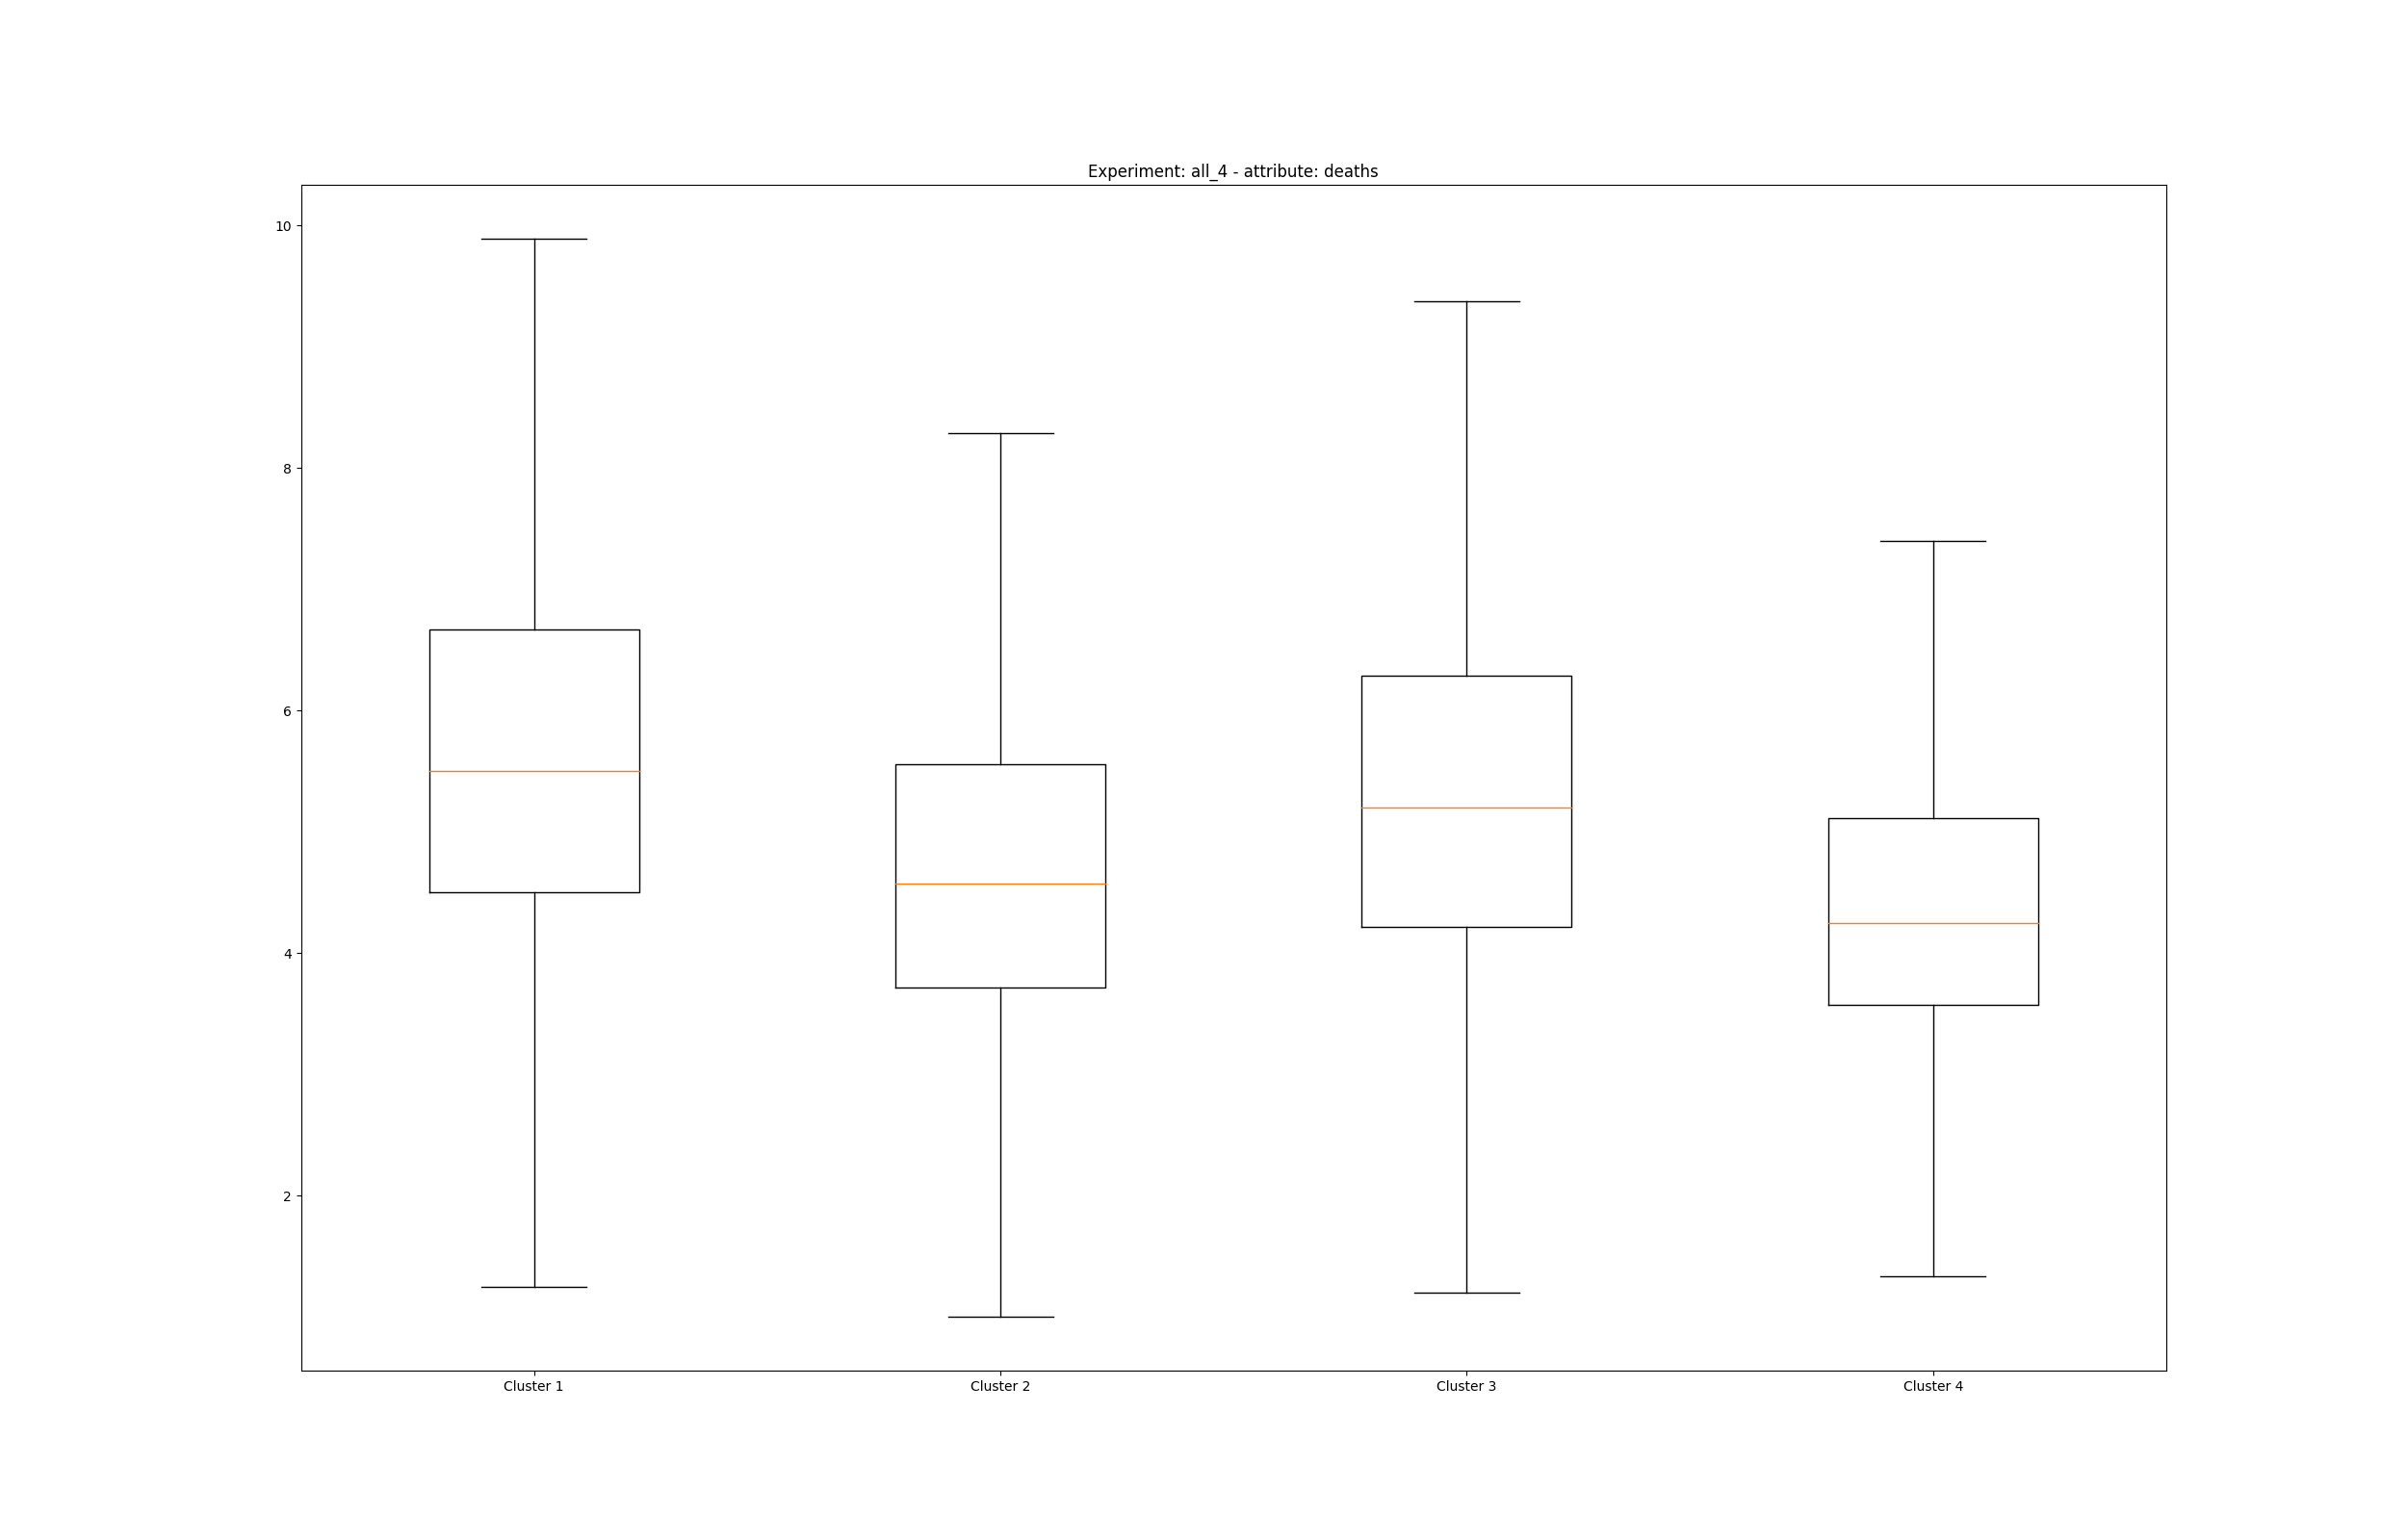 Experiment: all_4 - attribute: deaths
10
8
6
4
2
Cluster 1
Cluster 2
Cluster 3
Cluster 4